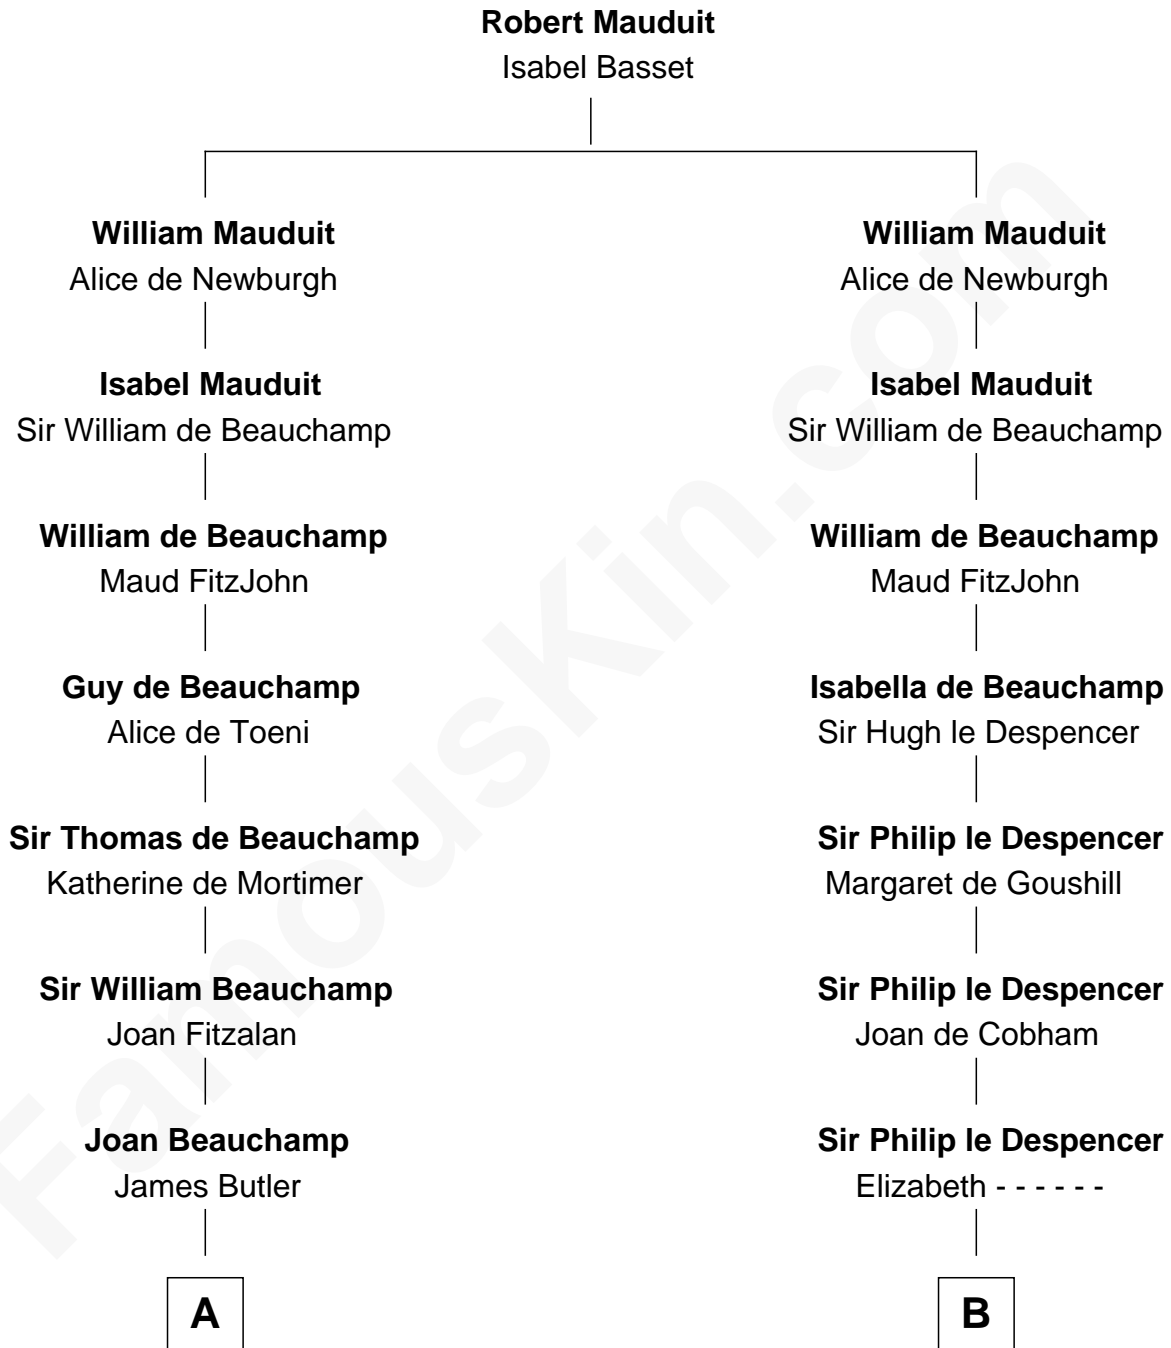 Robert Mauduit
Isabel Basset
William Mauduit
Alice de Newburgh
Isabel Mauduit
Sir William de Beauchamp
William de Beauchamp
Maud FitzJohn
Guy de Beauchamp
Alice de Toeni
Sir Thomas de Beauchamp
Katherine de Mortimer
Sir William Beauchamp
Joan Fitzalan
Joan Beauchamp
James Butler
A
William Mauduit
Alice de Newburgh
Isabel Mauduit
Sir William de Beauchamp
William de Beauchamp
Maud FitzJohn
Isabella de Beauchamp
Sir Hugh le Despencer
Sir Philip le Despencer
Margaret de Goushill
Sir Philip le Despencer
Joan de Cobham
Sir Philip le Despencer
Elizabeth - - - - - -
B
FamousKin.com